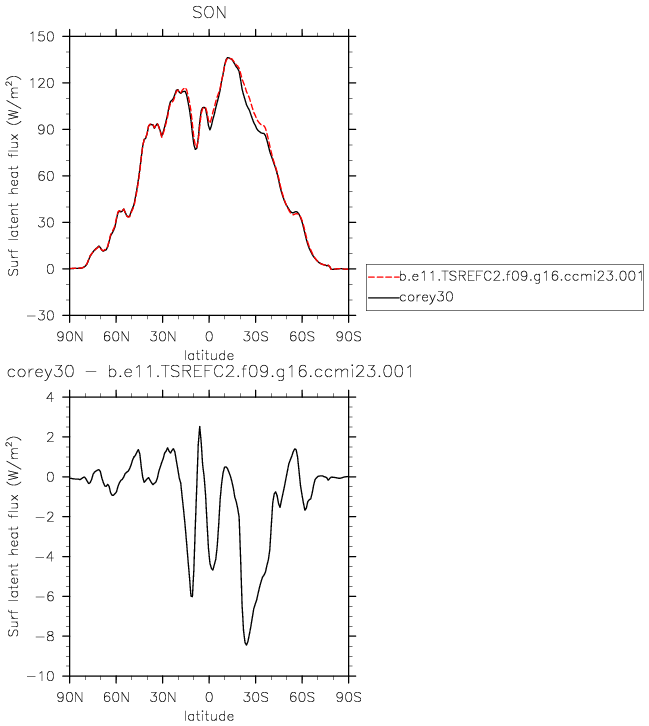 SON
150
120
90
60
30
0
−30
Surf latent heat flux (W/m²)
90N 60N 30N 0 30S 60S 90S
latitude
b.e11.TSREFC2.f09.g16.ccmi23.001
corey30
corey30 − b.e11.TSREFC2.f09.g16.ccmi23.001
4
2
0
−2
−4
−6
−8
−10
Surf latent heat flux (W/m²)
90N 60N 30N 0 30S 60S 90S
latitude